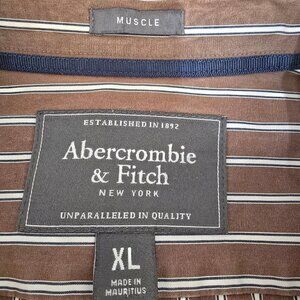 MUSCLE
ESTABLISHED IN 1892
Abercrombie
& Fitch
NEW YORK
UNPARALLELED IN QUALITY
XL
MADE IN
MAURITIUS